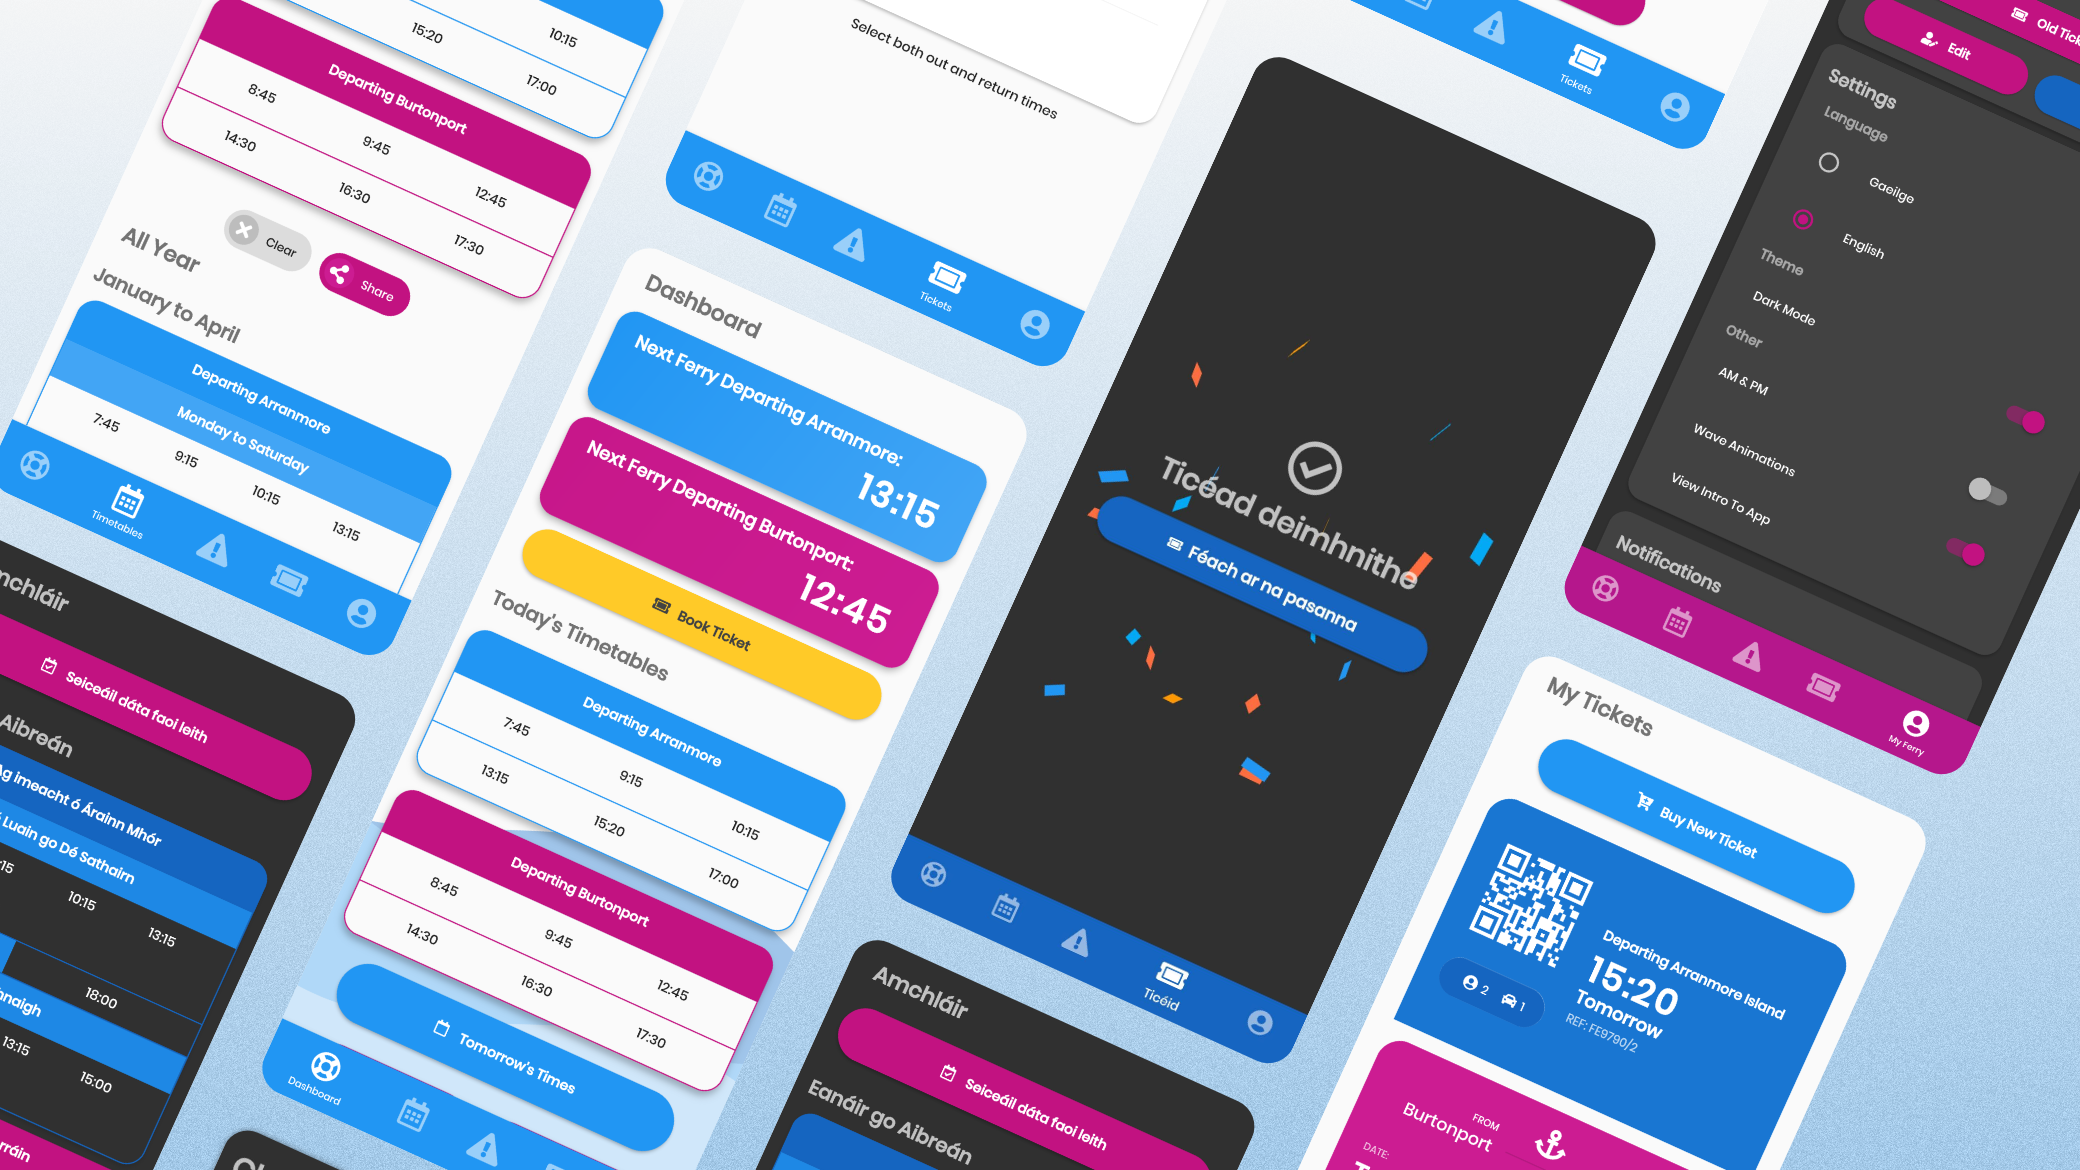 10:15
15:20
17:00
Departing Burtonport
8:45
9:45
12:45
14:30
16:30
17:30
Clear
Share
All Year
January to April
Departing Arranmore
Monday to Saturday
7:45
9:15
10:15
13:15
Timetables
Seiceáil dáta faoi leith
Aibreán
Ag imeacht ó Árainn Mhór
Luain go Dé Sathairn
10:15
13:15
18:00
13:15
15:00
Select both out and return times
Tickets
Dashboard
Next Ferry Departing Arranmore:
13:15
Next Ferry Departing Burtonport:
12:45
Book Ticket
Today's Timetables
Departing Arranmore
7:45
9:15
10:15
13:15
15:20
17:00
Departing Burtonport
8:45
9:45
12:45
14:30
16:30
17:30
Tomorrow's Times
Dashboard
Tickets
Ticéad deimhnithe
Féach ar na pasanna
Ticéid
Amchláir
Seiceáil dáta faoi leith
Eanáir go Aibreán
Old
Edit
Settings
Language
Gaeilge
English
Theme
Dark Mode
Other
AM & PM
Wave Animations
View Intro To App
Notifications
My Ferry
My Tickets
Buy New Ticket
Departing Arranmore Island
15:20
Tomorrow
REF: FE9790/2
2
1
FROM
Burtonport
DATE: